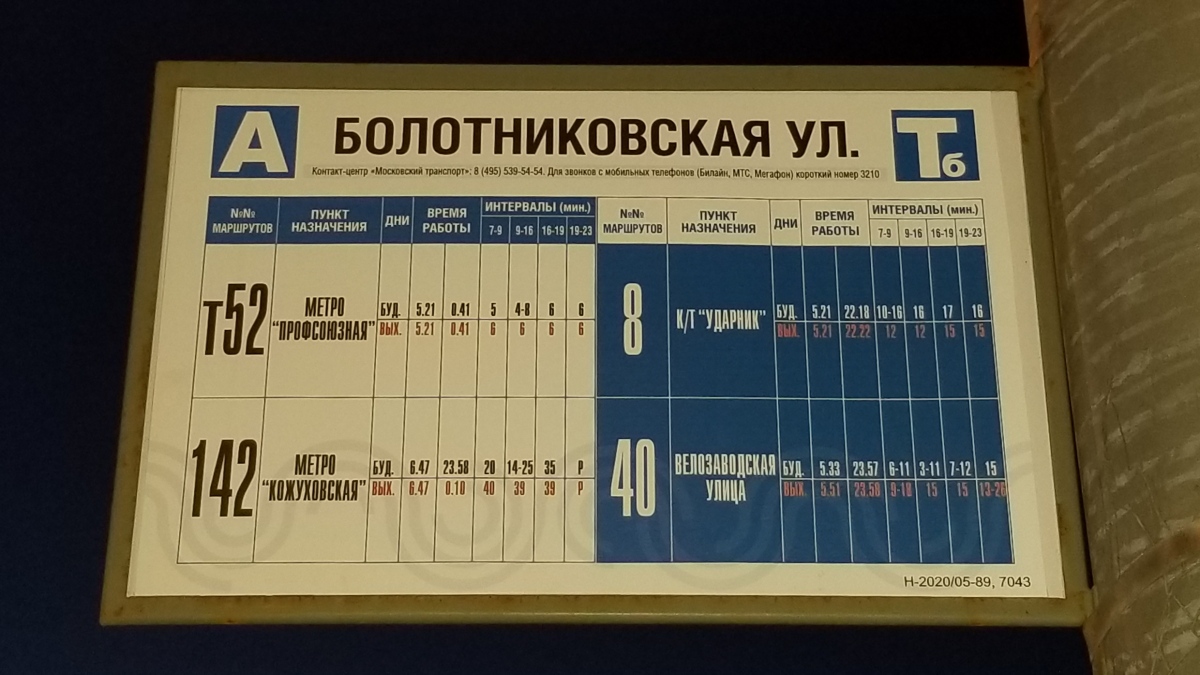 А
БОЛОТНИКОВСКАЯ УЛ.
Тб
Контакт-центр «Московский транспорт»: 8 (495) 539-54-54. Для звонков с мобильных телефонов (Билайн, МТС, Мегафон) короткий номер 3210
№№ МАРШРУТОВ ПУНКТ НАЗНАЧЕНИЯ ДНИ ВРЕМЯ РАБОТЫ ИНТЕРВАЛЫ (мин.)
7-9 9-16 16-19 19-23
т52
МЕТРО
"ПРОФСОЮЗНАЯ"
БУД. 5.21 0.41 5 4-8 6 6
ВЫХ. 5.21 0.41 6 6 6 6
142
МЕТРО
"КОЖУХОВСКАЯ"
БУД. 6.47 23.58 20 14-25 35 Р
ВЫХ. 6.47 0.10 40 39 39 Р
№№ МАРШРУТОВ ПУНКТ НАЗНАЧЕНИЯ ДНИ ВРЕМЯ РАБОТЫ ИНТЕРВАЛЫ (мин.)
7-9 9-16 16-19 19-23
8
К/Т "УДАРНИК"
БУД. 5.21 22.18 10-16 16 17 16
ВЫХ. 5.21 22.22 12 12 15 15
40
ВЕЛОЗАВОДСКАЯ
УЛИЦА
БУД. 5.33 23.57 6-11 3-11 7-12 15
ВЫХ. 5.51 23.58 9-18 15 15 13-26
Н-2020/05-89, 7043